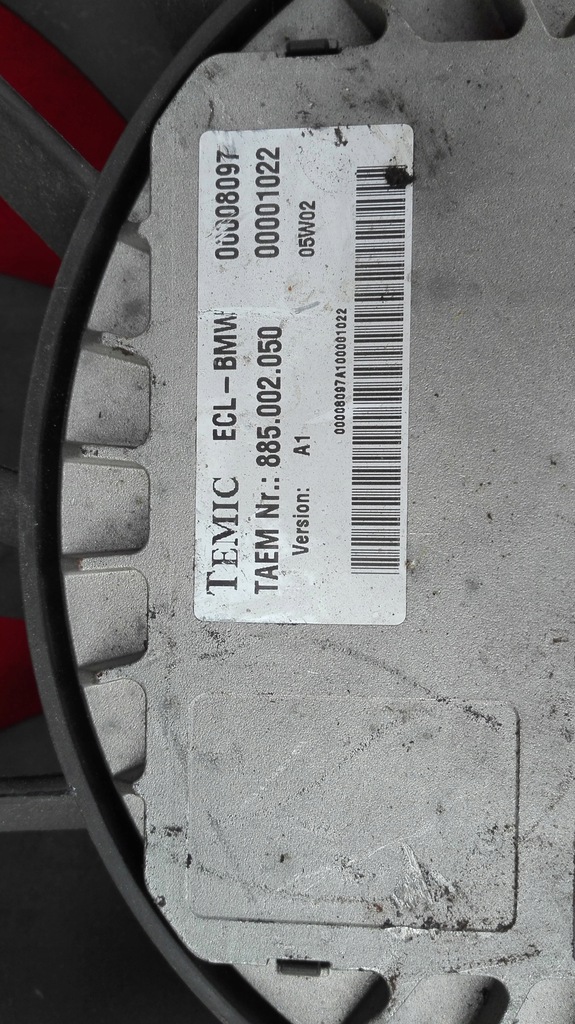 TEMIC ECL-BMW 00008097
TAEM Nr.: 885.002.050 00001022
Version: A1 05W02
00008097A100001022